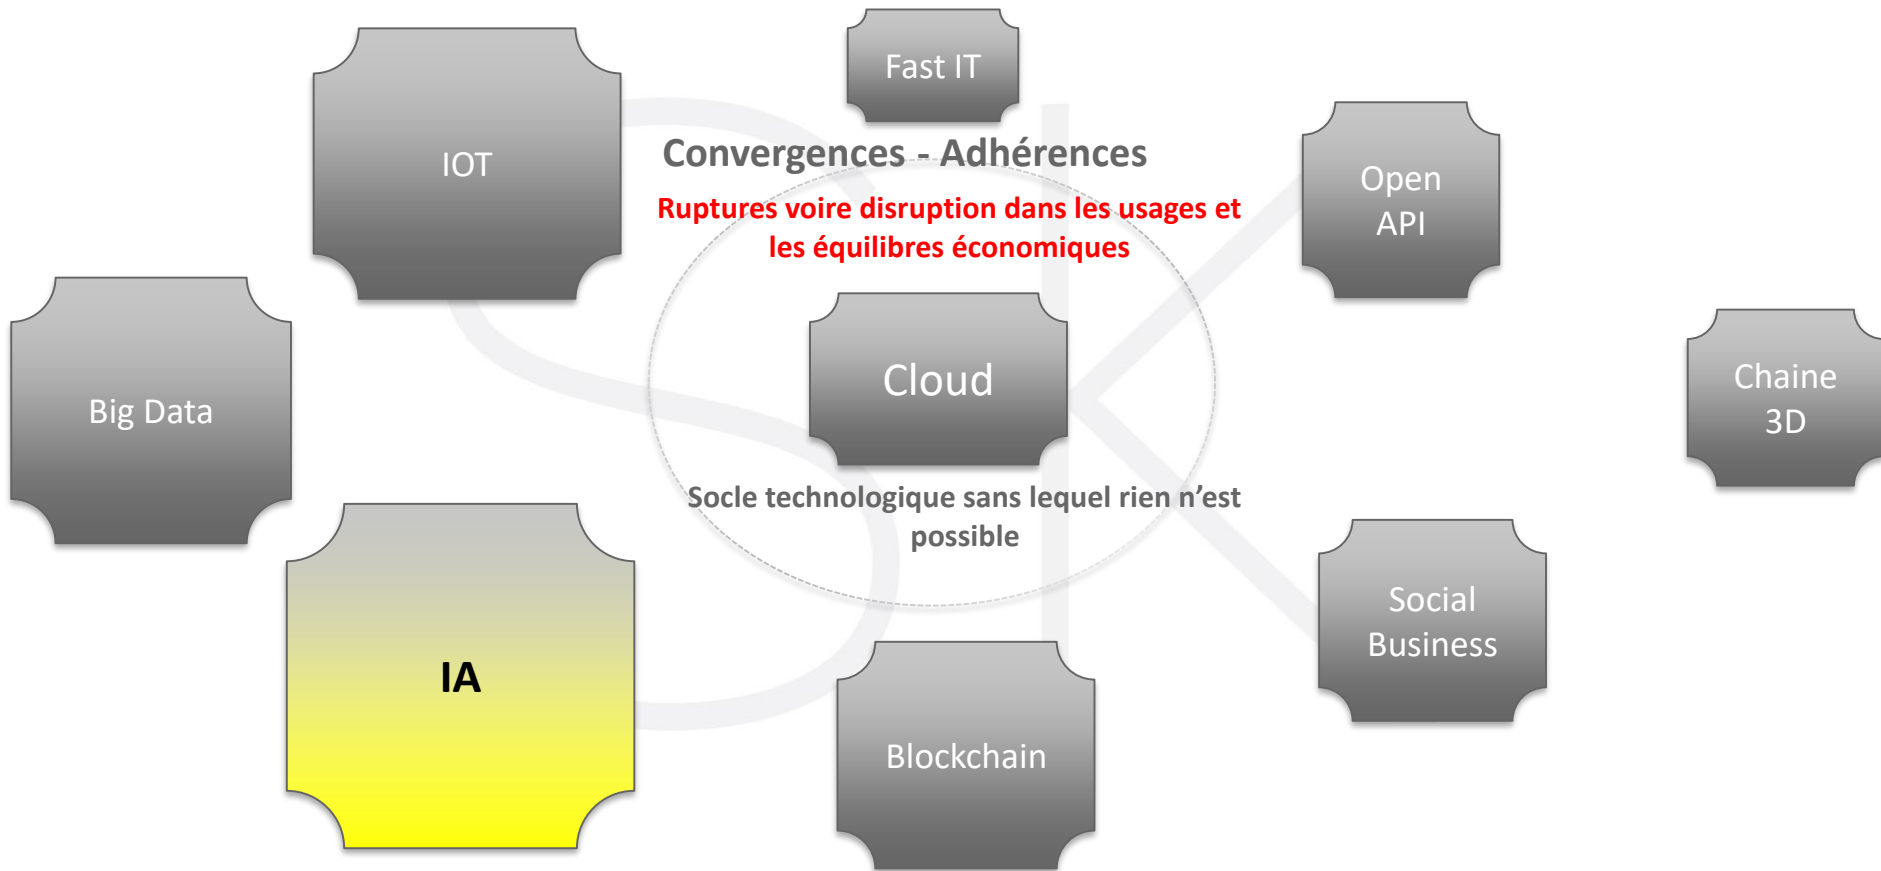 Fast IT
IOT
Convergences - Adhérences
Open
API
Ruptures voire disruption dans les usages et
les équilibres économiques
Big Data
Cloud
Chaine
3D
Socle technologique sans lequel rien n’est
possible
Social
Business
IA
Blockchain